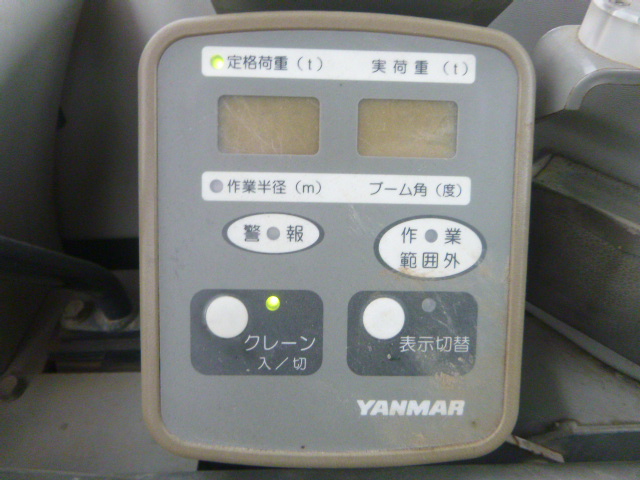 定格荷重(t) 実荷重(t)
作業半径(m) ブーム角(度)
警報
作業
範囲外
クレーン
入/切
表示切替
YANMAR